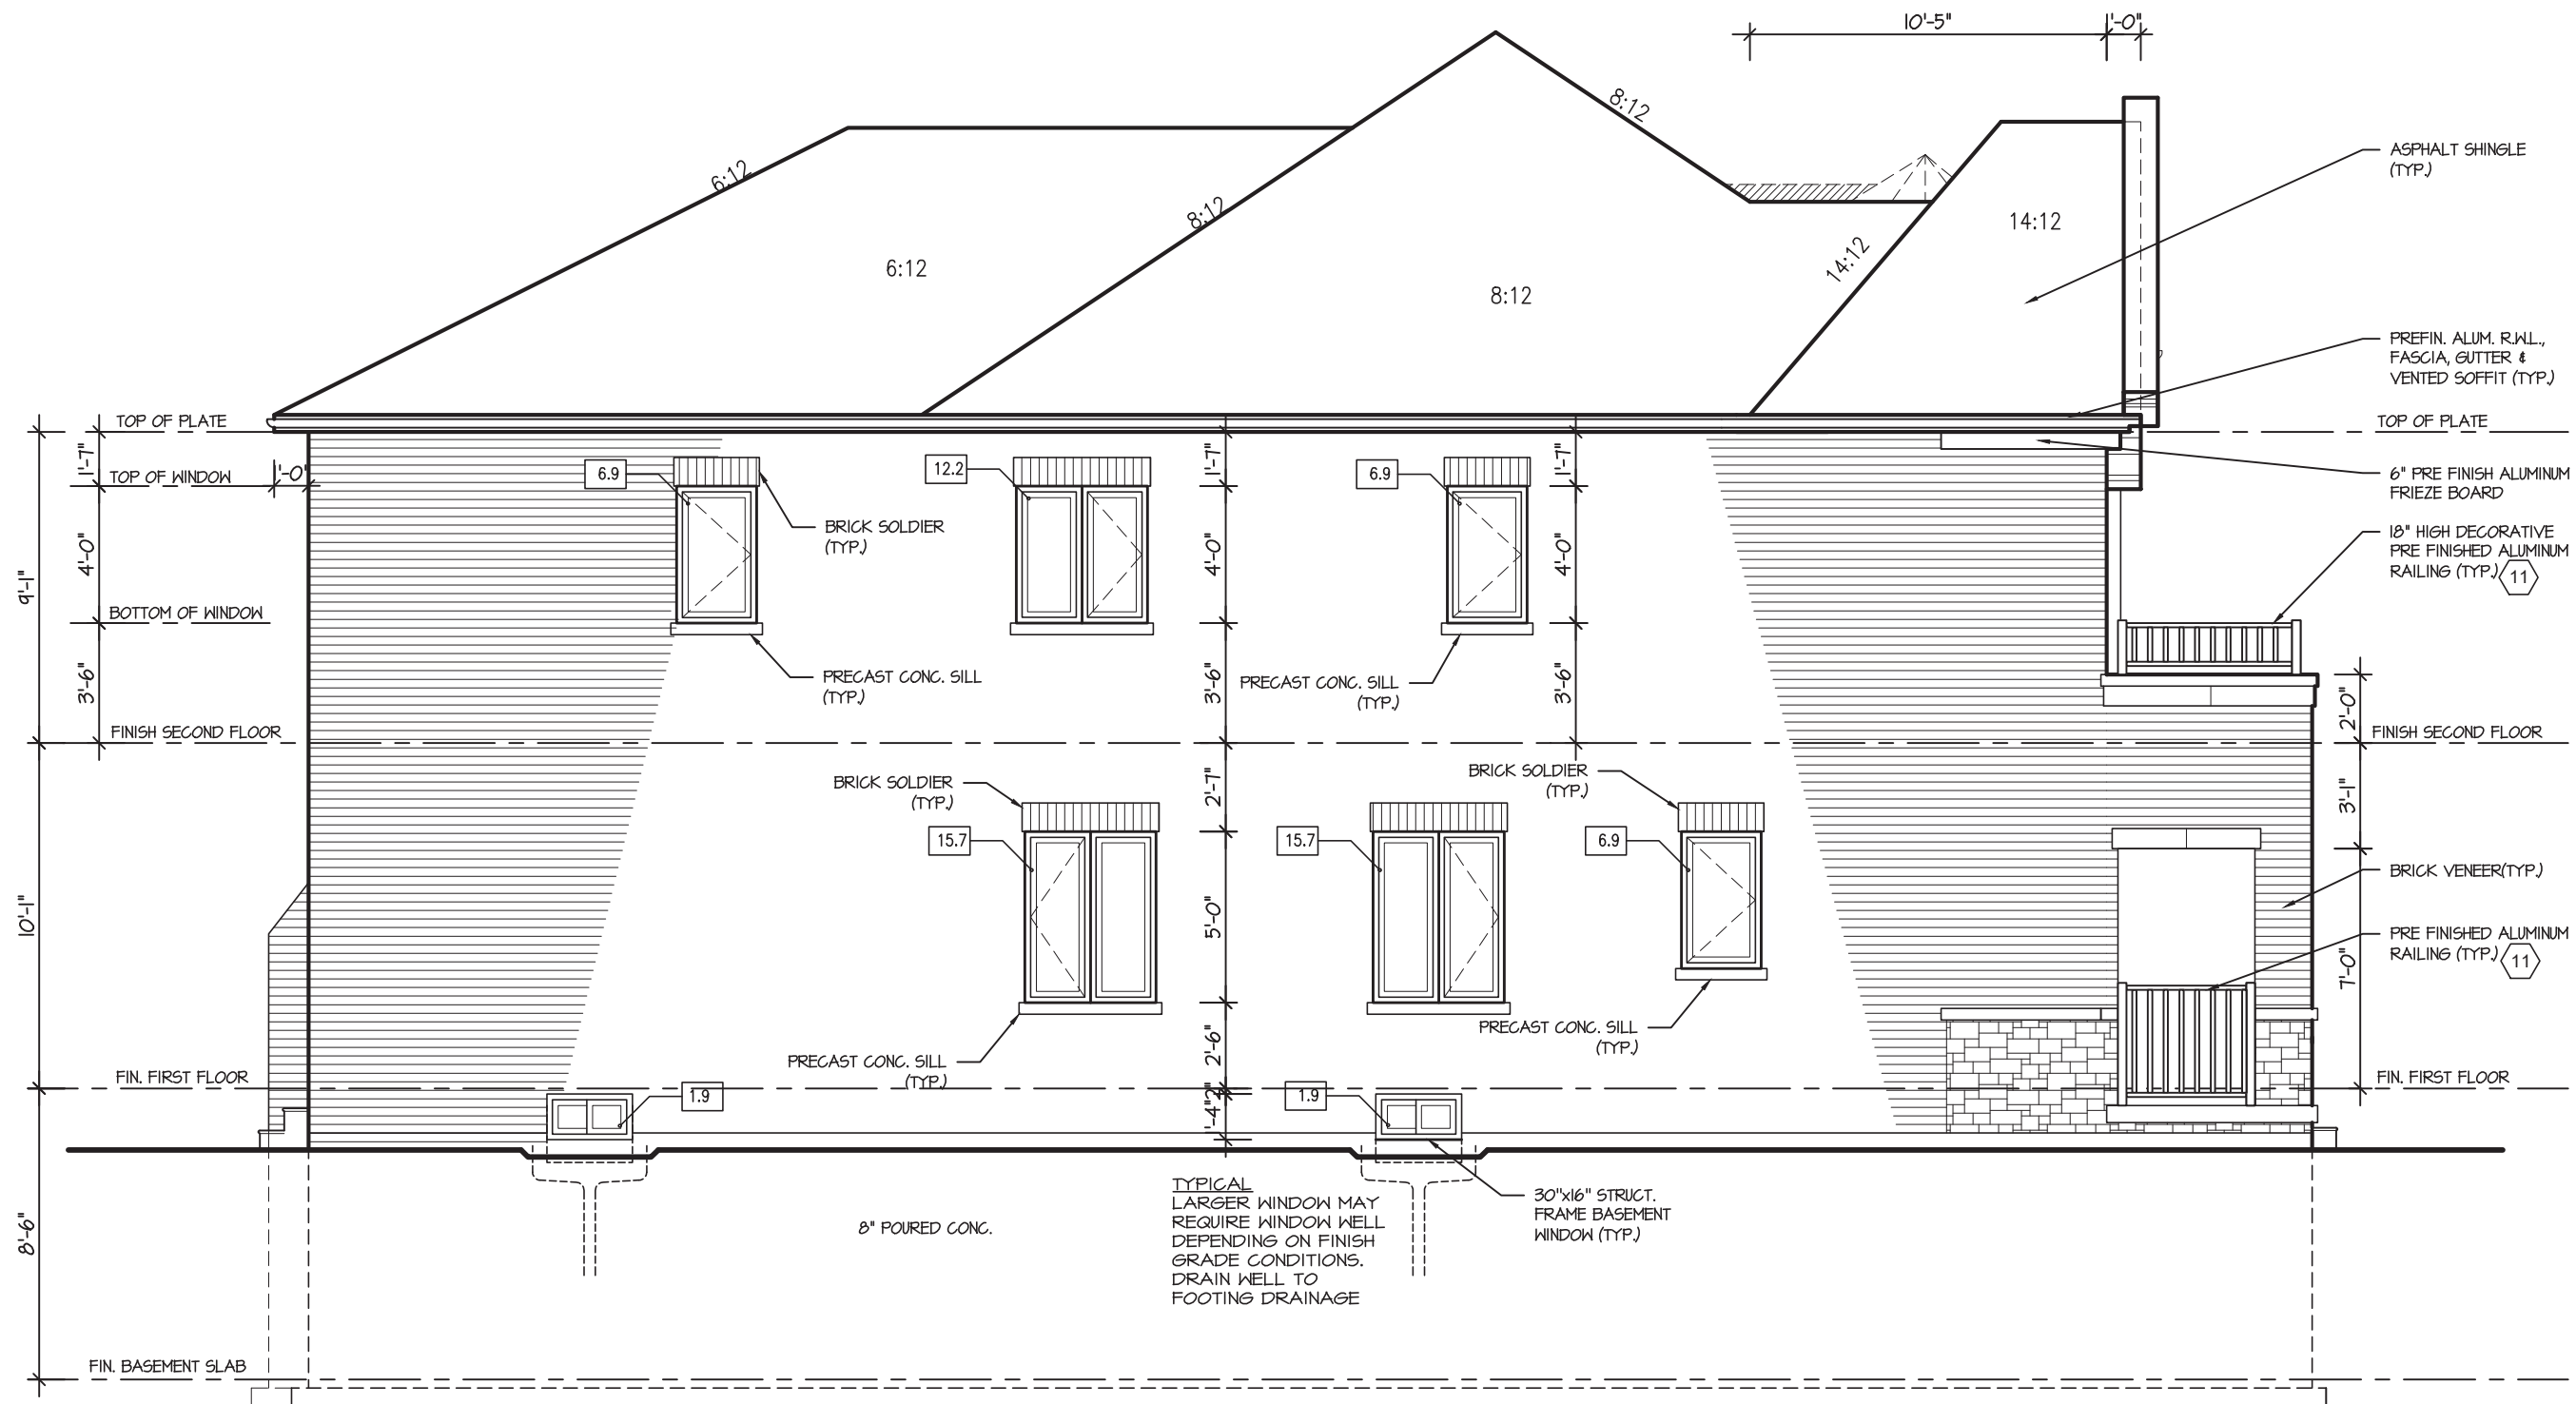 10'-5"
1'-0"
8:12
6:12
8:12
6:12
8:12
14:12
14:12
ASPHALT SHINGLE
(TYP.)
PREFIN. ALUM. R.W.L.,
FASCIA, GUTTER &
VENTED SOFFIT (TYP.)
TOP OF PLATE
TOP OF PLATE
1'-7"
TOP OF WINDOW
1'-0"
6.9
12.2
1'-7"
6.9
1'-7"
6" PRE FINISH ALUMINUM
FRIEZE BOARD
BRICK SOLDIER
(TYP.)
18" HIGH DECORATIVE
PRE FINISHED ALUMINUM
RAILING (TYP.)
11
9'-1"
4'-0"
4'-0"
4'-0"
BOTTOM OF WINDOW
3'-6"
PRECAST CONC. SILL
(TYP.)
3'-6"
PRECAST CONC. SILL
(TYP.)
3'-6"
2'-0"
FINISH SECOND FLOOR
FINISH SECOND FLOOR
BRICK SOLDIER
(TYP.)
2'-7"
BRICK SOLDIER
(TYP.)
3'-1"
15.7
15.7
6.9
BRICK VENEER(TYP.)
10'-1"
5'-0"
PRE FINISHED ALUMINUM
RAILING (TYP.)
11
7'-0"
PRECAST CONC. SILL
(TYP.)
2'-6"
PRECAST CONC. SILL
(TYP.)
FIN. FIRST FLOOR
FIN. FIRST FLOOR
1.9
2"
1'-4"
1.9
8'-6"
8" POURED CONC.
TYPICAL
LARGER WINDOW MAY
REQUIRE WINDOW WELL
DEPENDING ON FINISH
GRADE CONDITIONS.
DRAIN WELL TO
FOOTING DRAINAGE
30"x16" STRUCT.
FRAME BASEMENT
WINDOW (TYP.)
FIN. BASEMENT SLAB